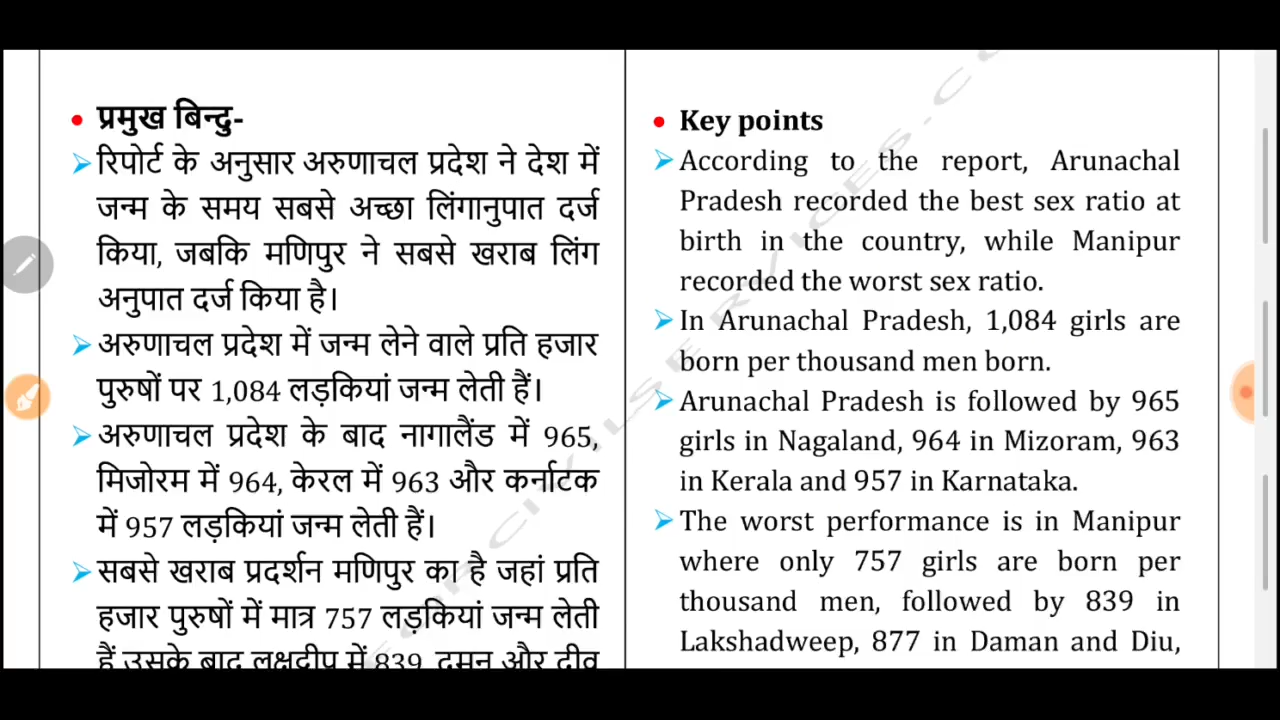 प्रमुख बिन्दु-
रिपोर्ट के अनुसार अरुणाचल प्रदेश ने देश में
जन्म के समय सबसे अच्छा लिंगानुपात दर्ज
किया, जबकि मणिपुर ने सबसे खराब लिंग
अनुपात दर्ज किया है।
अरुणाचल प्रदेश में जन्म लेने वाले प्रति हजार
पुरुषों पर 1,084 लड़कियां जन्म लेती हैं।
अरुणाचल प्रदेश के बाद नागालैंड में 965,
मिजोरम में 964, केरल में 963 और कर्नाटक
में 957 लड़कियां जन्म लेती हैं।
सबसे खराब प्रदर्शन मणिपुर का है जहां प्रति
हजार पुरुषों में मात्र 757 लड़कियां जन्म लेती
हैं उसके बाद लक्षद्वीप में 839, दमन और दीव
Key points
According to the report, Arunachal
Pradesh recorded the best sex ratio at
birth in the country, while Manipur
recorded the worst sex ratio.
In Arunachal Pradesh, 1,084 girls are
born per thousand men born.
Arunachal Pradesh is followed by 965
girls in Nagaland, 964 in Mizoram, 963
in Kerala and 957 in Karnataka.
The worst performance is in Manipur
where only 757 girls are born per
thousand men, followed by 839 in
Lakshadweep, 877 in Daman and Diu,